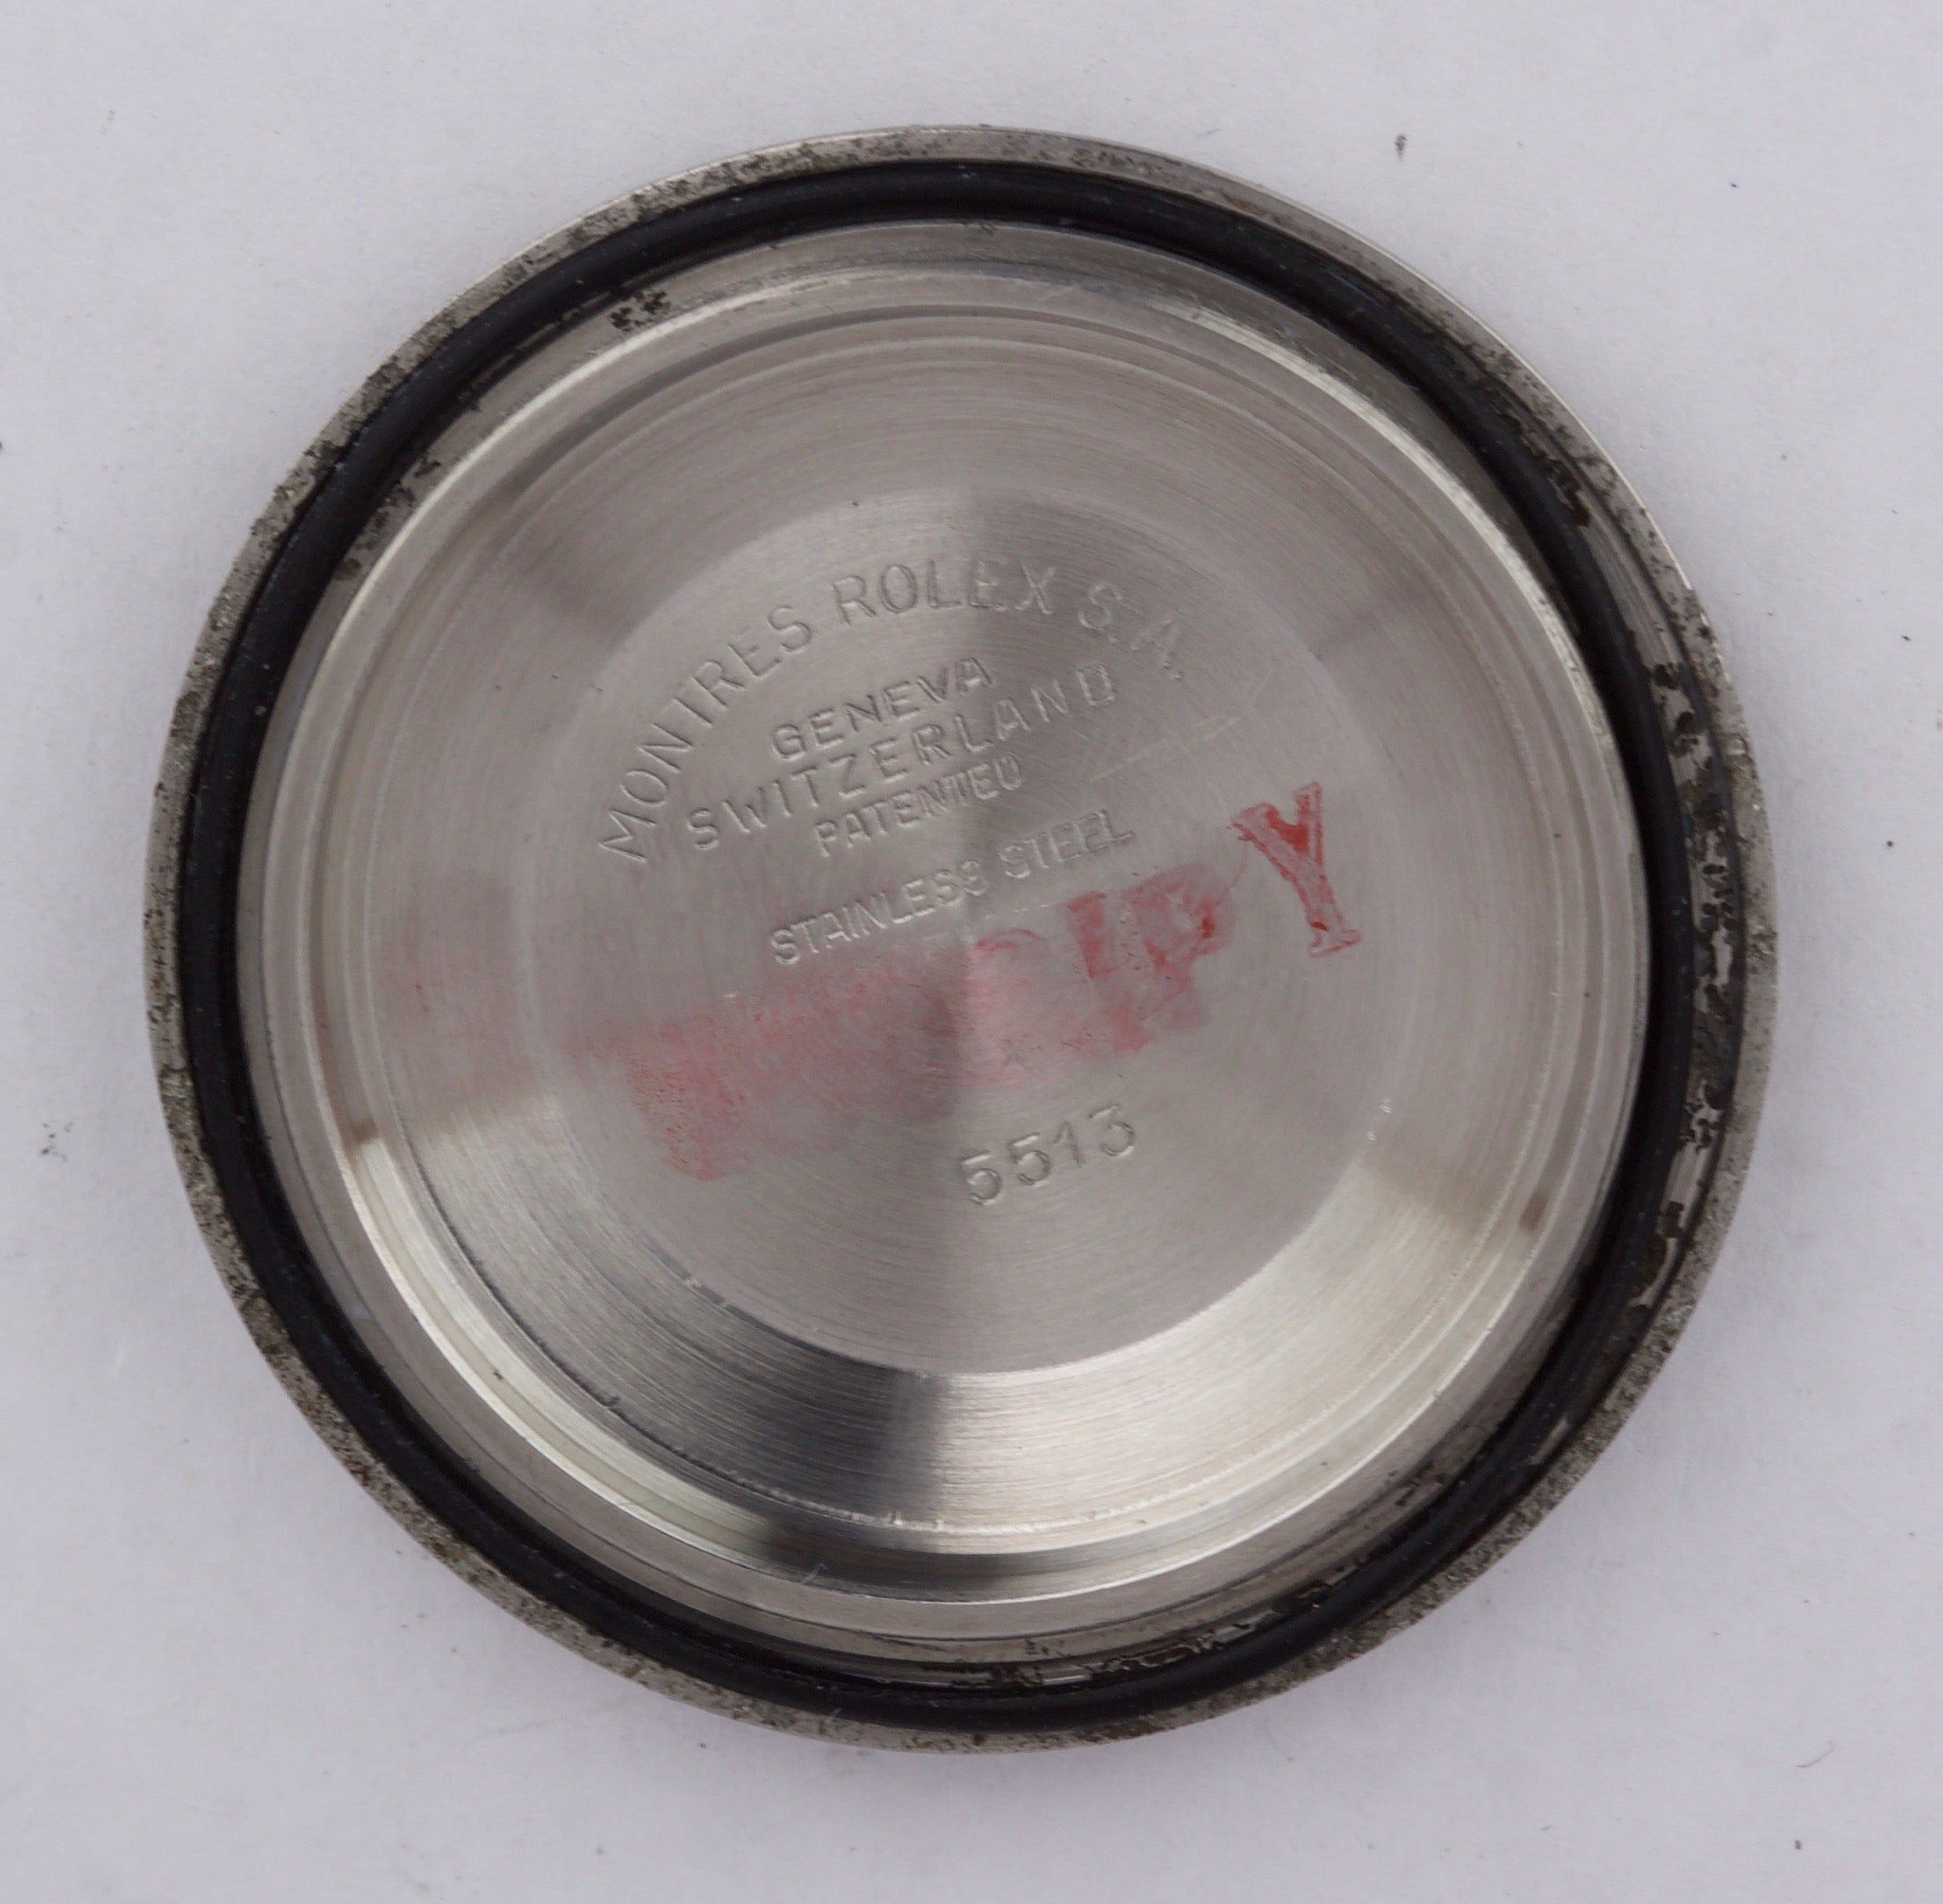 MONTRES ROLEX S.A.
GENEVA
SWITZERLAND
PATENTED
STAINLESS STEEL
5513